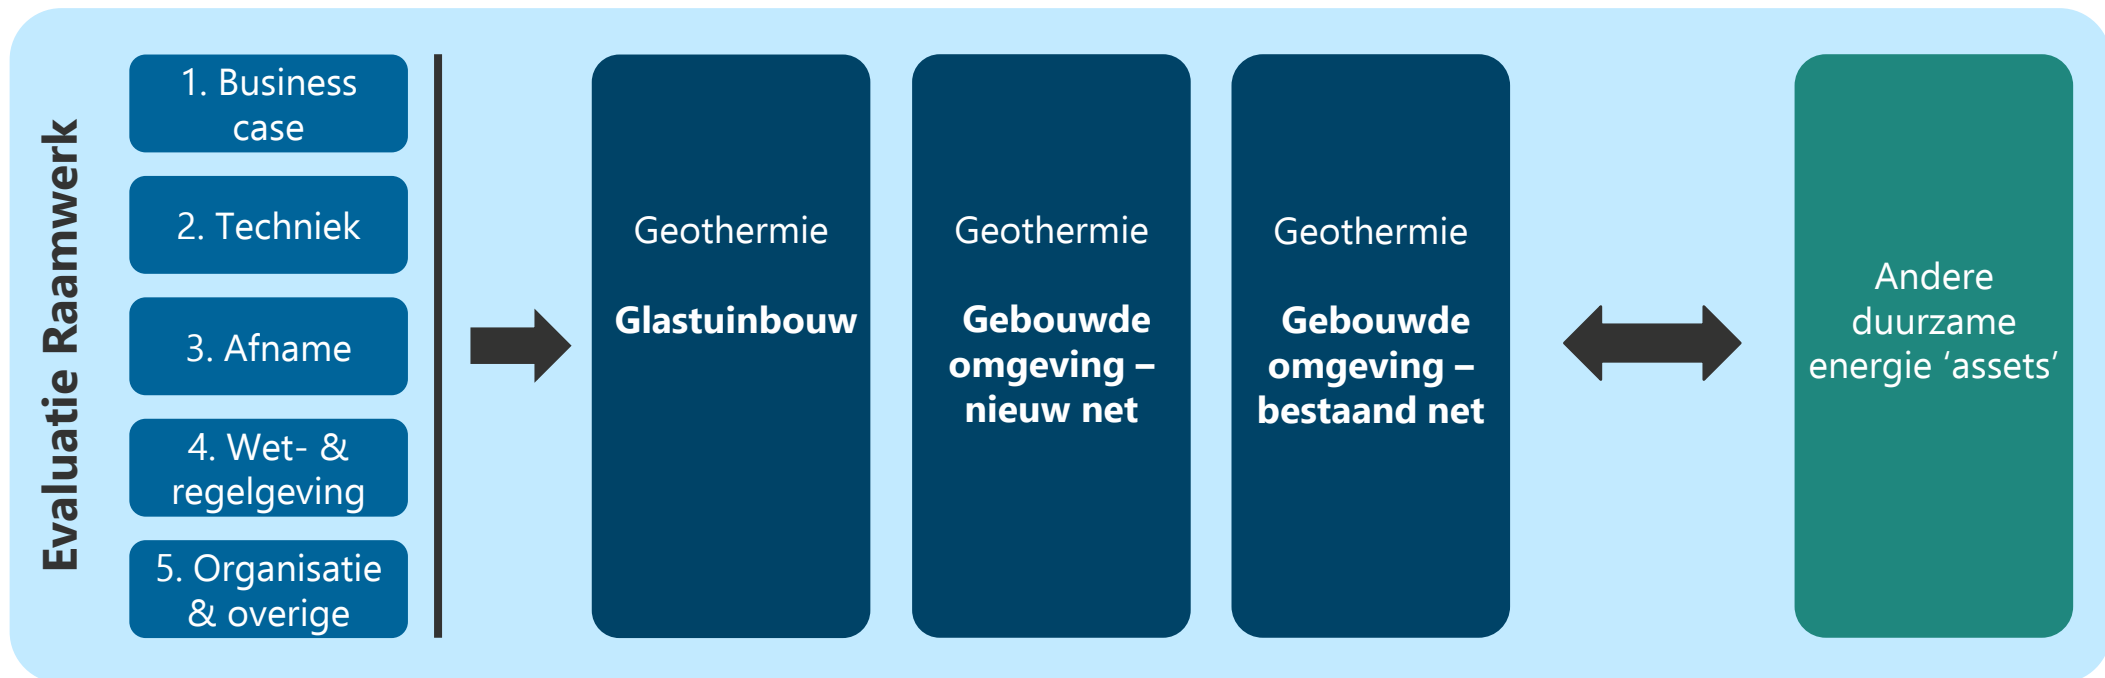 Evaluatie Raamwerk
1. Business
case
2. Techniek
3. Afname
4. Wet- &
regelgeving
5. Organisatie
& overige
Geothermie
Glastuinbouw
Geothermie
Gebouwde
omgeving –
nieuw net
Geothermie
Gebouwde
omgeving –
bestaand net
Andere
duurzame
energie ‘assets’